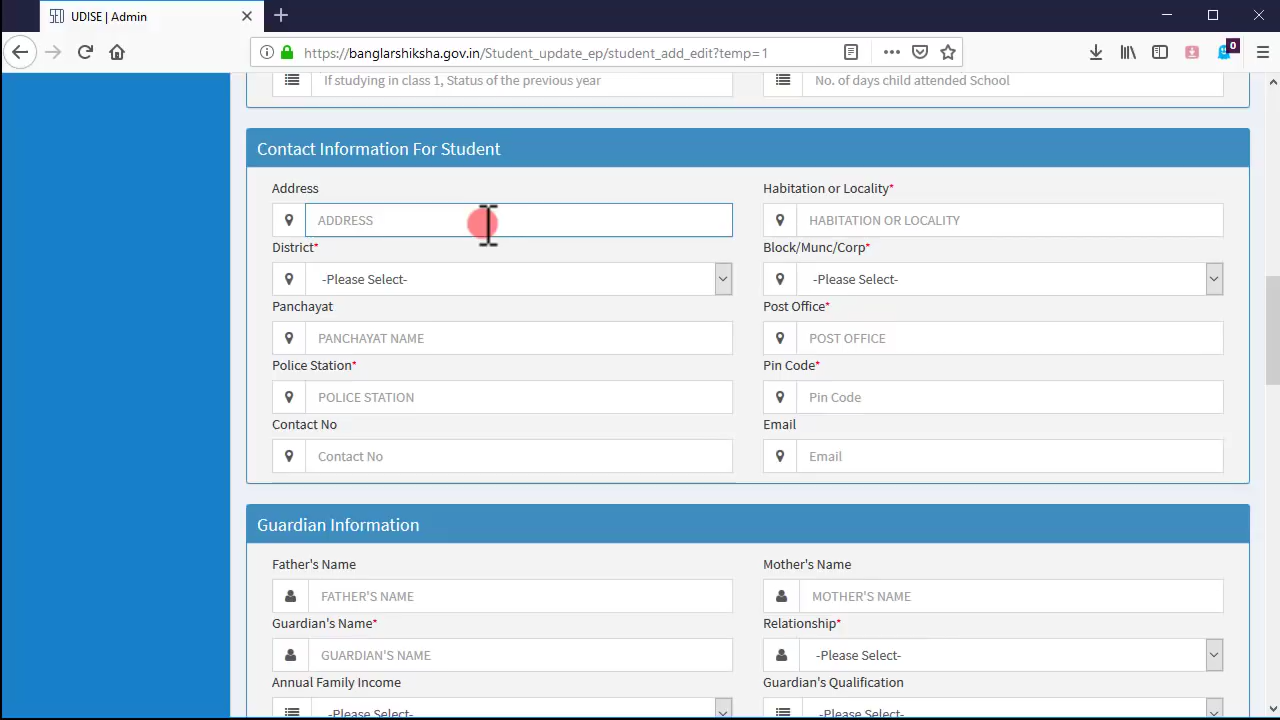 SED UDISE | Admin
https://banglarshiksha.gov.in/Student_update_ep/student_add_edit?temp=1
0
If studying in class 1, Status of the previous year
No. of days child attended School
Contact Information For Student
Address
Habitation or Locality*
ADDRESS
HABITATION OR LOCALITY
District*
Block/Munc/Corp*
-Please Select-
-Please Select-
Panchayat
Post Office*
PANCHAYAT NAME
POST OFFICE
Police Station*
Pin Code*
POLICE STATION
Pin Code
Contact No
Email
Contact No
Email
Guardian Information
Father's Name
Mother's Name
FATHER'S NAME
MOTHER'S NAME
Guardian's Name*
Relationship*
GUARDIAN'S NAME
-Please Select-
Annual Family Income
Guardian's Qualification
-Please Select-
-Please Select-